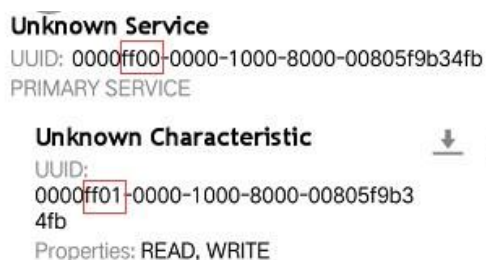 Unknown Service
UUID: 0000ff00-0000-1000-8000-00805f9b34fb
PRIMARY SERVICE
Unknown Characteristic
UUID:
0000ff01-0000-1000-8000-00805f9b3
4fb
Properties: READ, WRITE